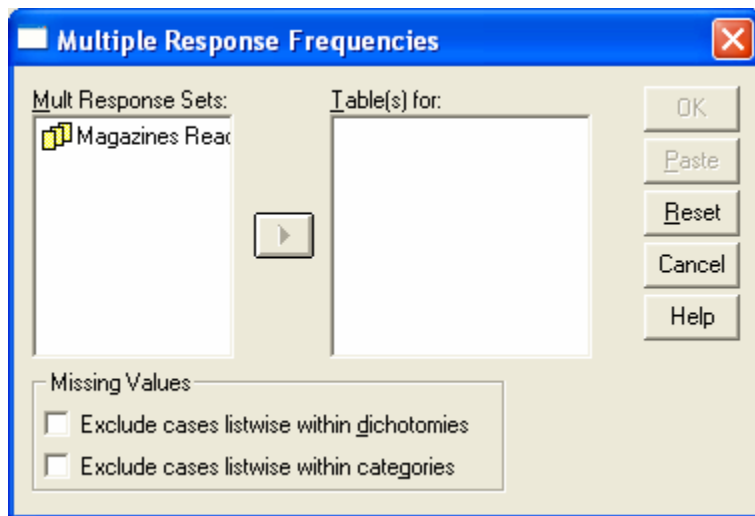 Multiple Response Frequencies
Mult Response Sets:
Magazines Read
Table(s) for:
OK
Paste
Reset
Cancel
Help
Missing Values
Exclude cases listwise within dichotomies
Exclude cases listwise within categories